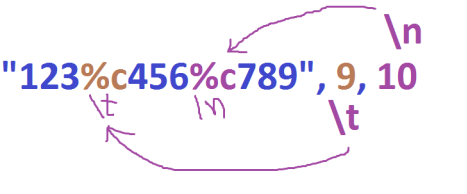 \n
"123%c456%c789", 9, 10
\t \n \t